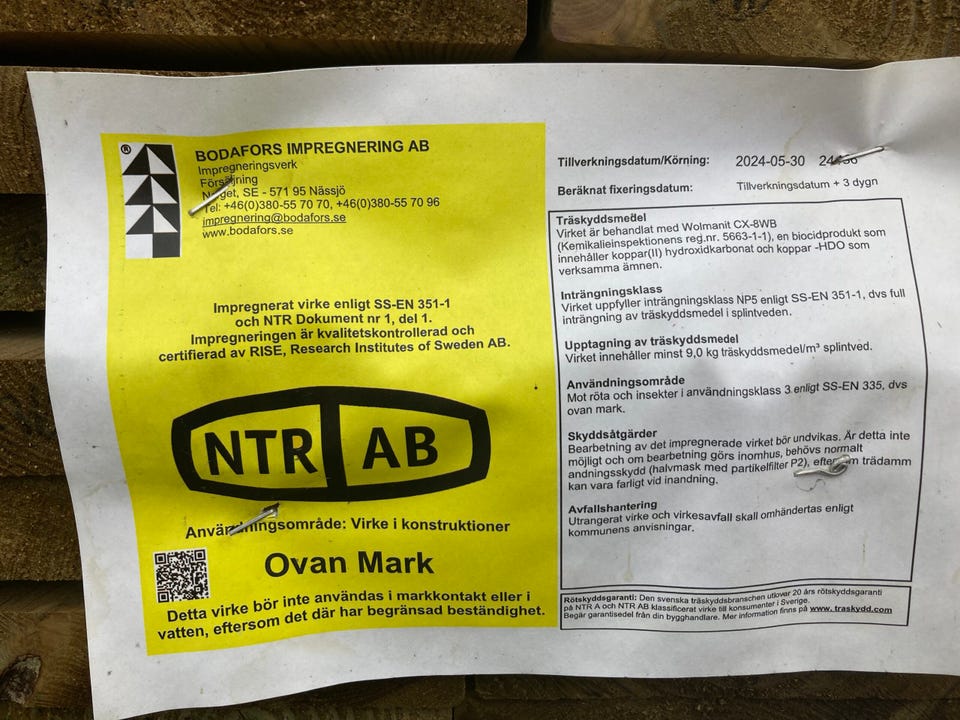 ®
BODAFORS IMPREGNERING AB
Impregneringsverk
Försäljning
SE - 571 95 Nässjö
Tel: +46(0)380-55 70 70, +46(0)380-55 70 96
impregnering@bodafors.se
www.bodafors.se
Impregnerat virke enligt SS-EN 351-1
och NTR Dokument nr 1, del 1.
Impregneringen är kvalitetskontrollerad och
certifierad av RISE, Research Institutes of Sweden AB.
NTR AB
Användningsområde: Virke i konstruktioner
Ovan Mark
Detta virke bör inte användas i markkontakt eller i
vatten, eftersom det där har begränsad beständighet.
Tillverkningsdatum/Körning: 2024-05-30
Beräknat fixeringsdatum: Tillverkningsdatum + 3 dygn
Träskyddsmedel
Virket är behandlat med Wolmanit CX-8WB
(Kemikalieinspektionens reg.nr. 5663-1-1), en biocidprodukt som
innehåller koppar(II) hydroxidkarbonat och koppar -HDO som
verksamma ämnen.
Inträngningsklass
Virket uppfyller inträngningsklass NP5 enligt SS-EN 351-1, dvs full
inträngning av träskyddsmedel i splintveden.
Upptagning av träskyddsmedel
Virket innehåller minst 9,0 kg träskyddsmedel/m³ splintved.
Användningsområde
Mot röta och insekter i användningsklass 3 enligt SS-EN 335, dvs
ovan mark.
Skyddsåtgärder
Bearbetning av det impregnerade virket bör undvikas. Är detta inte
möjligt och om bearbetning görs inomhus, behövs normalt
andningsskydd (halvmask med partikelfilter P2), eftersom trädamm
kan vara farligt vid inandning.
Avfallshantering
Utrangerat virke och virkesavfall skall omhändertas enligt
kommunens anvisningar.
Rötskyddsgaranti: Den svenska träskyddsbranschen utlovar 20 års rötskyddsgaranti
på NTR A och NTR AB klassificerat virke till konsumenter i Sverige.
Begär garantisedel från din bygghandlare. Mer information finns på www. traskydd.com